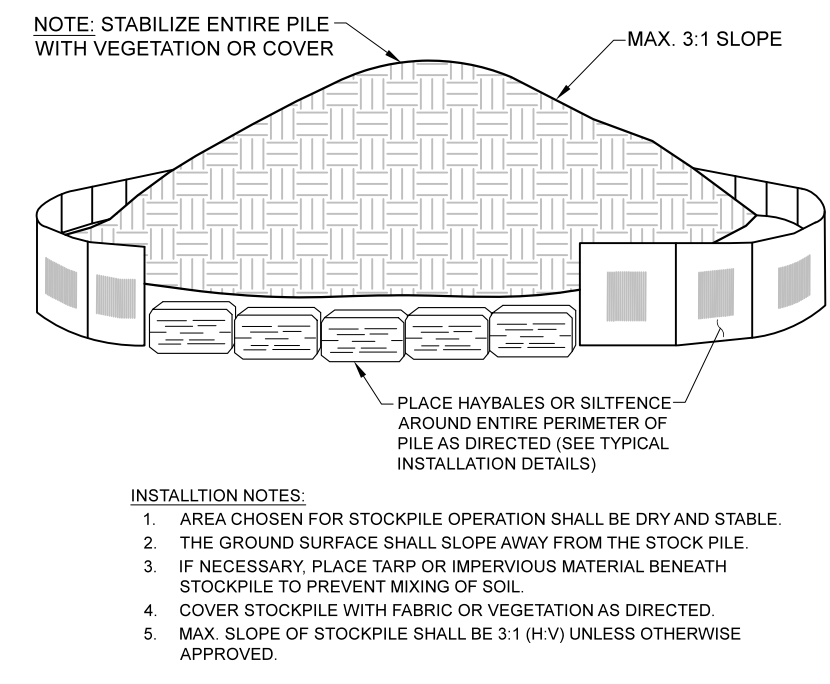 NOTE: STABILIZE ENTIRE PILE
WITH VEGETATION OR COVER
MAX. 3:1 SLOPE
PLACE HAYBALES OR SILTFENCE
AROUND ENTIRE PERIMETER OF
PILE AS DIRECTED (SEE TYPICAL
INSTALLATION DETAILS)
INSTALLTION NOTES:
1. AREA CHOSEN FOR STOCKPILE OPERATION SHALL BE DRY AND STABLE.
2. THE GROUND SURFACE SHALL SLOPE AWAY FROM THE STOCK PILE.
3. IF NECESSARY, PLACE TARP OR IMPERVIOUS MATERIAL BENEATH
STOCKPILE TO PREVENT MIXING OF SOIL.
4. COVER STOCKPILE WITH FABRIC OR VEGETATION AS DIRECTED.
5. MAX. SLOPE OF STOCKPILE SHALL BE 3:1 (H:V) UNLESS OTHERWISE
APPROVED.